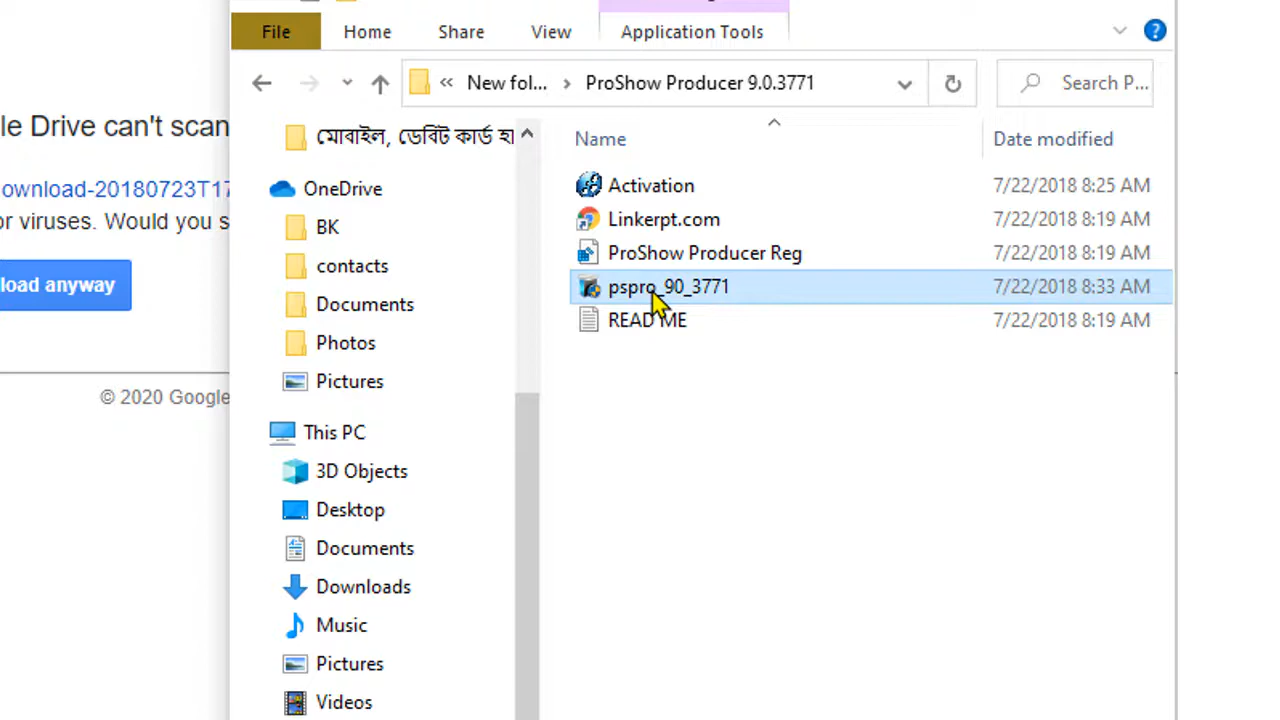 File Home Share View Application Tools
« New fol... > ProShow Producer 9.0.3771 Search P...
le Drive can't scan
ownload-20180723T17
or viruses. Would you s
load anyway
© 2020 Google
মোবাইল, ডেবিট কার্ড হা
OneDrive
BK
contacts
Documents
Photos
Pictures
This PC
3D Objects
Desktop
Documents
Downloads
Music
Pictures
Videos
Name Date modified
Activation 7/22/2018 8:25 AM
Linkerpt.com 7/22/2018 8:19 AM
ProShow Producer Reg 7/22/2018 8:19 AM
pspro_90_3771 7/22/2018 8:33 AM
READ ME 7/22/2018 8:19 AM